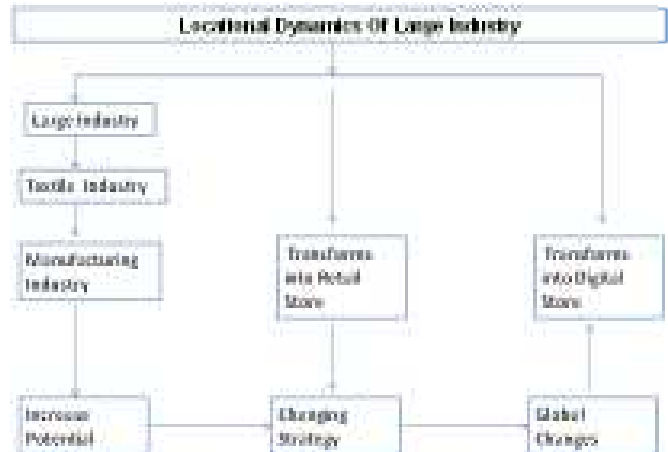 Locational Dynamics Of Large Industry
Large Industry
Textile Industry
Manufacturing
Industry
Transforms
into Retail
Store
Transforms
into Digital
Store
Increase
Potential
Changing
Strategy
Global
Changes